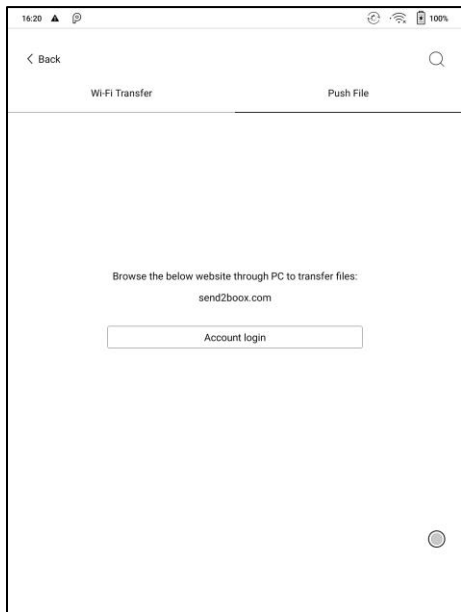 16:20 100%
Back
Wi-Fi Transfer Push File
Browse the below website through PC to transfer files:
send2boox.com
Account login